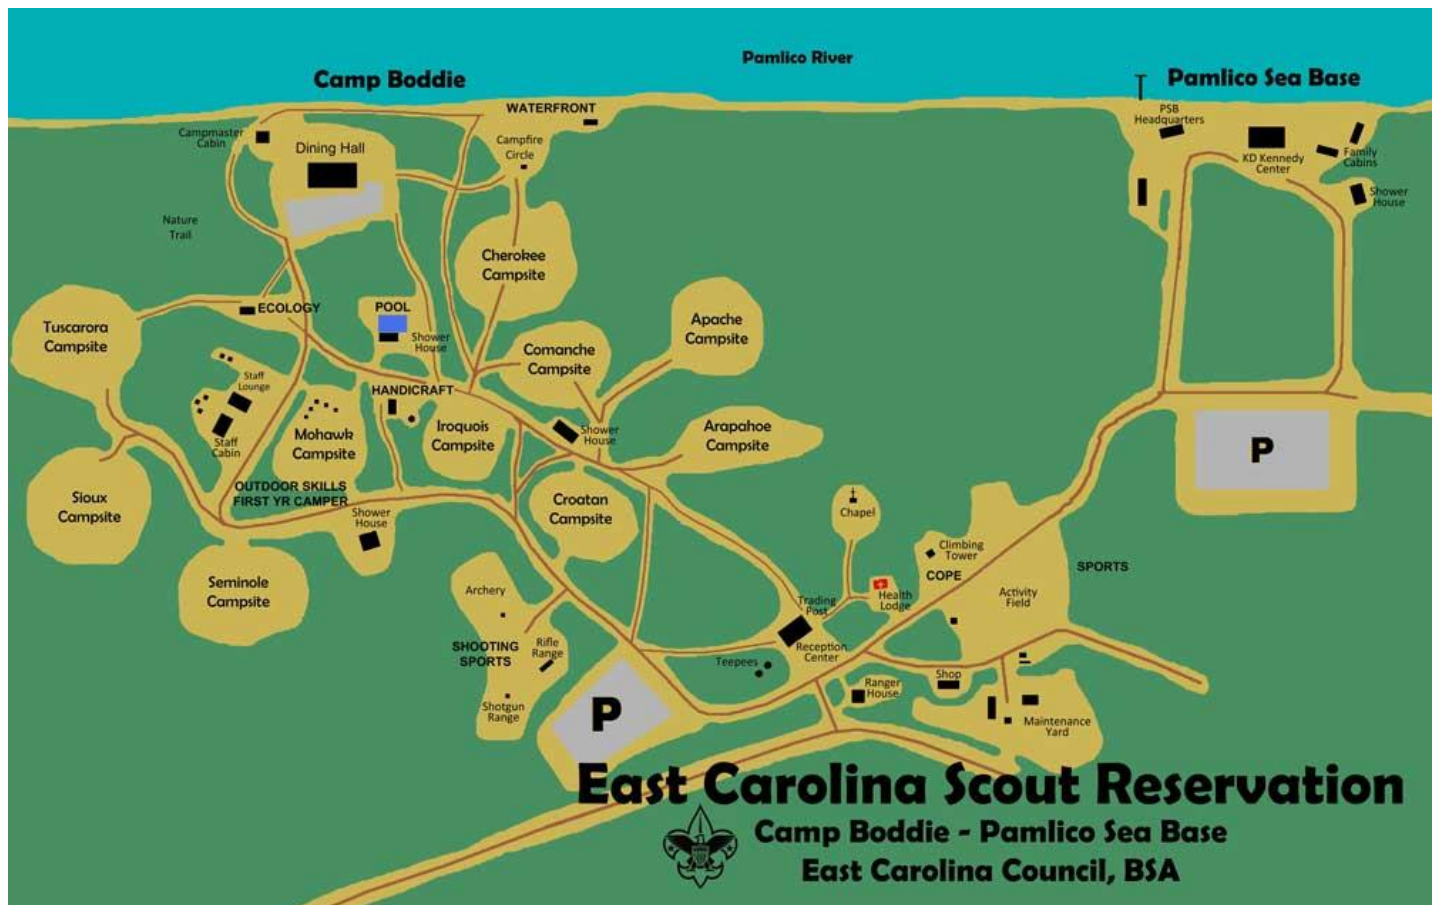 Pamlico River
Camp Boddie
Pamlico Sea Base
WATERFRONT
PSB
Headquarters
Campmaster
Cabin
Dining Hall
Campfire
Circle
KD Kennedy
Center
Family
Cabins
Shower
House
Nature
Trail
Cherokee
Campsite
Tuscarora
Campsite
ECOLOGY
POOL
Shower
House
Comanche
Campsite
Apache
Campsite
Staff
Lounge
HANDICRAFT
Staff
Cabin
Mohawk
Campsite
Iroquois
Campsite
Shower
House
Arapahoe
Campsite
P
Sioux
Campsite
OUTDOOR SKILLS
FIRST YR CAMPER
Shower
House
Croatan
Campsite
Chapel
Climbing
Tower
COPE
SPORTS
Seminole
Campsite
Archery
Trading
Post
Health
Lodge
Activity
Field
SHOOTING
SPORTS
Rifle
Range
Teepees
Reception
Center
Shotgun
Range
P
Ranger
House
Shop
Maintenance
Yard
East Carolina Scout Reservation
Camp Boddie - Pamlico Sea Base
East Carolina Council, BSA